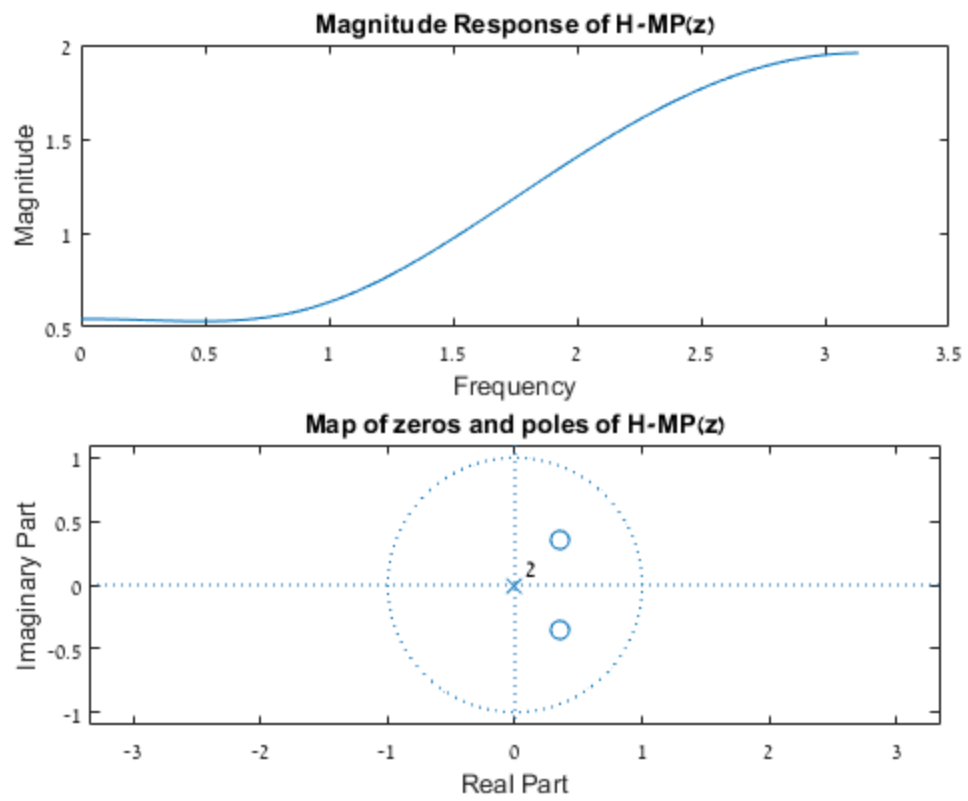 Magnitude Response of H-MP(z)
2
1.5
1
0.5
Magnitude
0 0.5 1 1.5 2 2.5 3 3.5
Frequency
Map of zeros and poles of H-MP(z)
1
0.5
0
-0.5
-1
Imaginary Part
2
-3 -2 -1 0 1 2 3
Real Part